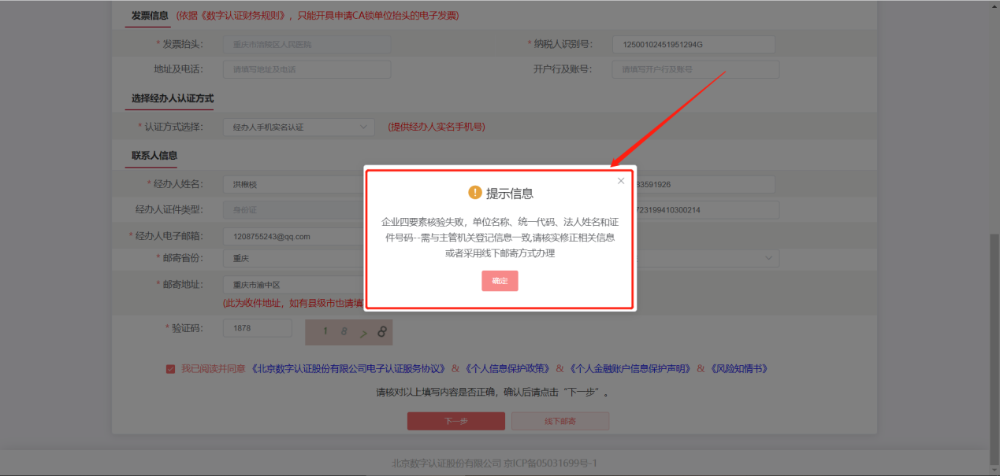 发票信息 (依据《数字认证财务规则》，只能开具申请CA锁单位抬头的电子发票)
* 发票抬头： 重庆市涪陵区人民医院 * 纳税人识别号： 12500102451951294G
地址及电话： 请填写地址及电话 开户行及账号： 请填写开户行及账号
选择经办人认证方式
* 认证方式选择： 经办人手机实名认证 (提供经办人实名手机号)
联系人信息
* 经办人姓名： 洪楸棪 83591926
经办人证件类型： 身份证 723199410300214
* 经办人电子邮箱： 1208755243@qq.com
* 邮寄省份： 重庆
* 邮寄地址： 重庆市渝中区
(此为收件地址，如有县级市也请填
* 验证码： 1878 1 8 > 8
提示信息
企业四要素核验失败，单位名称、统一代码、法人姓名和证
件号码--需与主管机关登记信息一致,请核实修正相关信息
或者采用线下邮寄方式办理
确定
我已阅读并同意 《北京数字认证股份有限公司电子认证服务协议》 & 《个人信息保护政策》 & 《个人金融账户信息保护声明》 & 《风险知情书》
请核对以上填写内容是否正确，确认后请点击“下一步”。
下一步 线下邮寄
北京数字认证股份有限公司 京ICP备05031699号-1